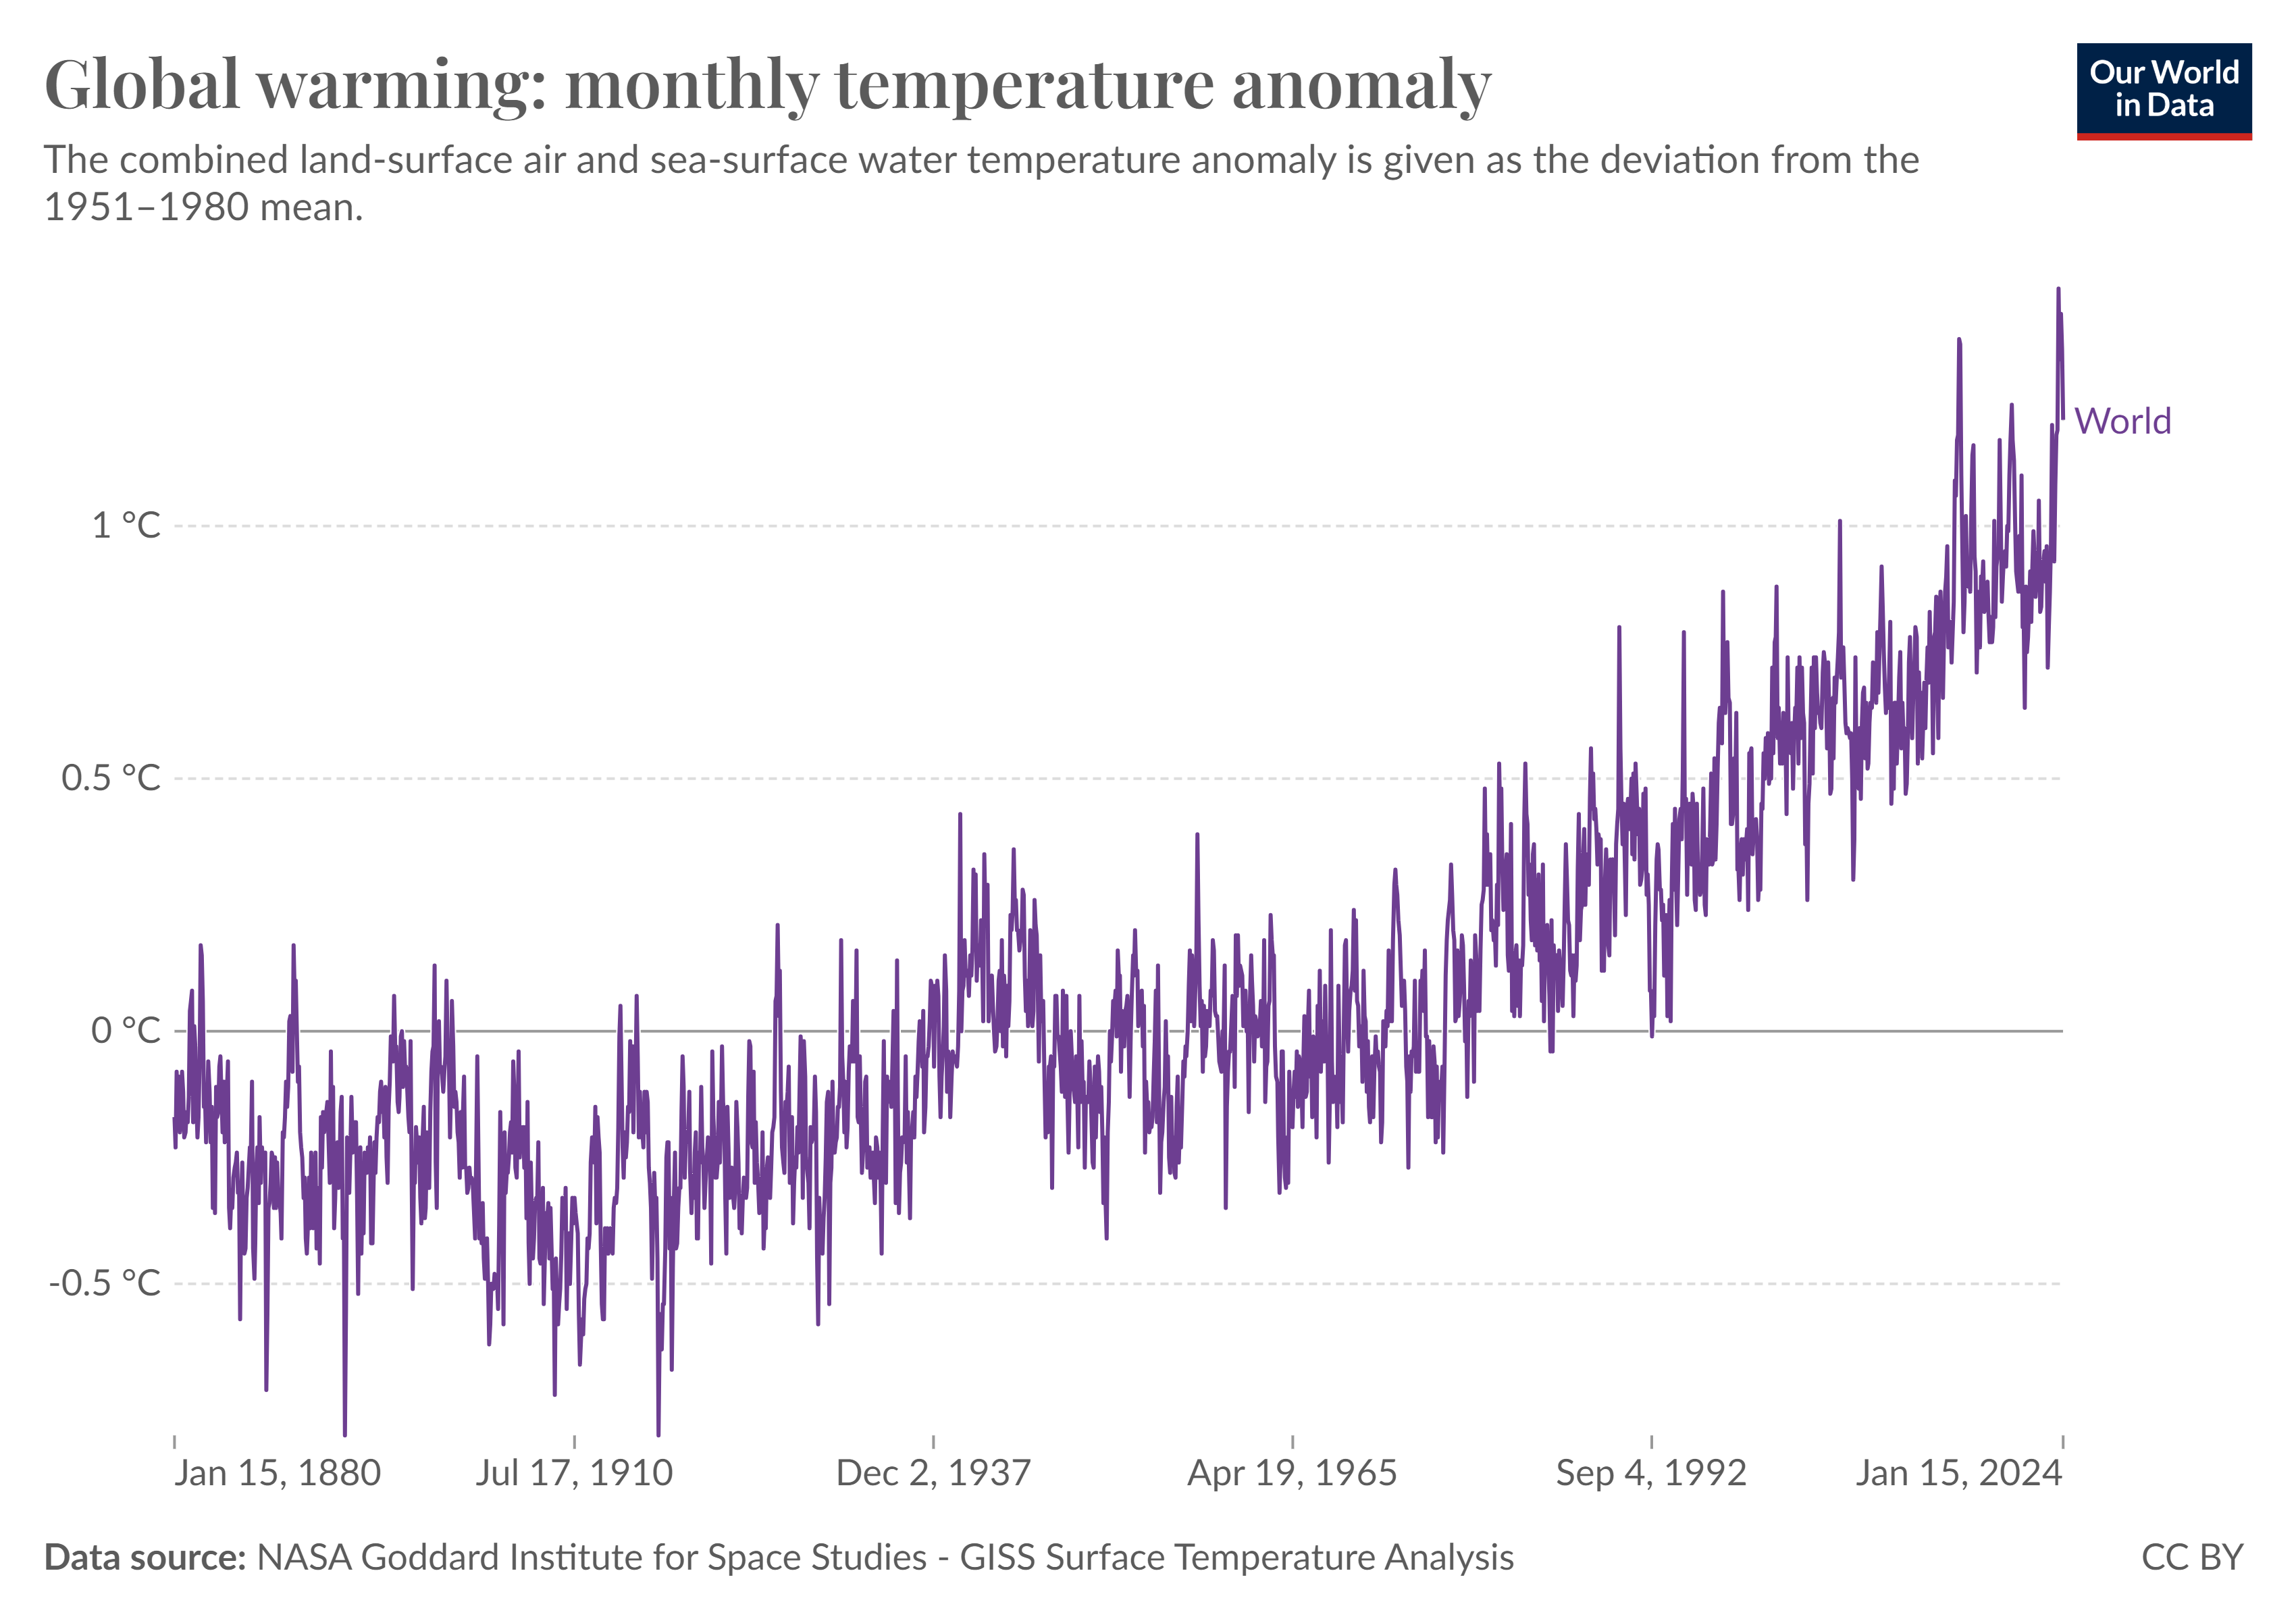 Global warming: monthly temperature anomaly
Our World
in Data
The combined land-surface air and sea-surface water temperature anomaly is given as the deviation from the
1951–1980 mean.
World
1 °C
0.5 °C
0 °C
-0.5 °C
Jan 15, 1880
Jul 17, 1910
Dec 2, 1937
Apr 19, 1965
Sep 4, 1992
Jan 15, 2024
Data source: NASA Goddard Institute for Space Studies - GISS Surface Temperature Analysis
CC BY